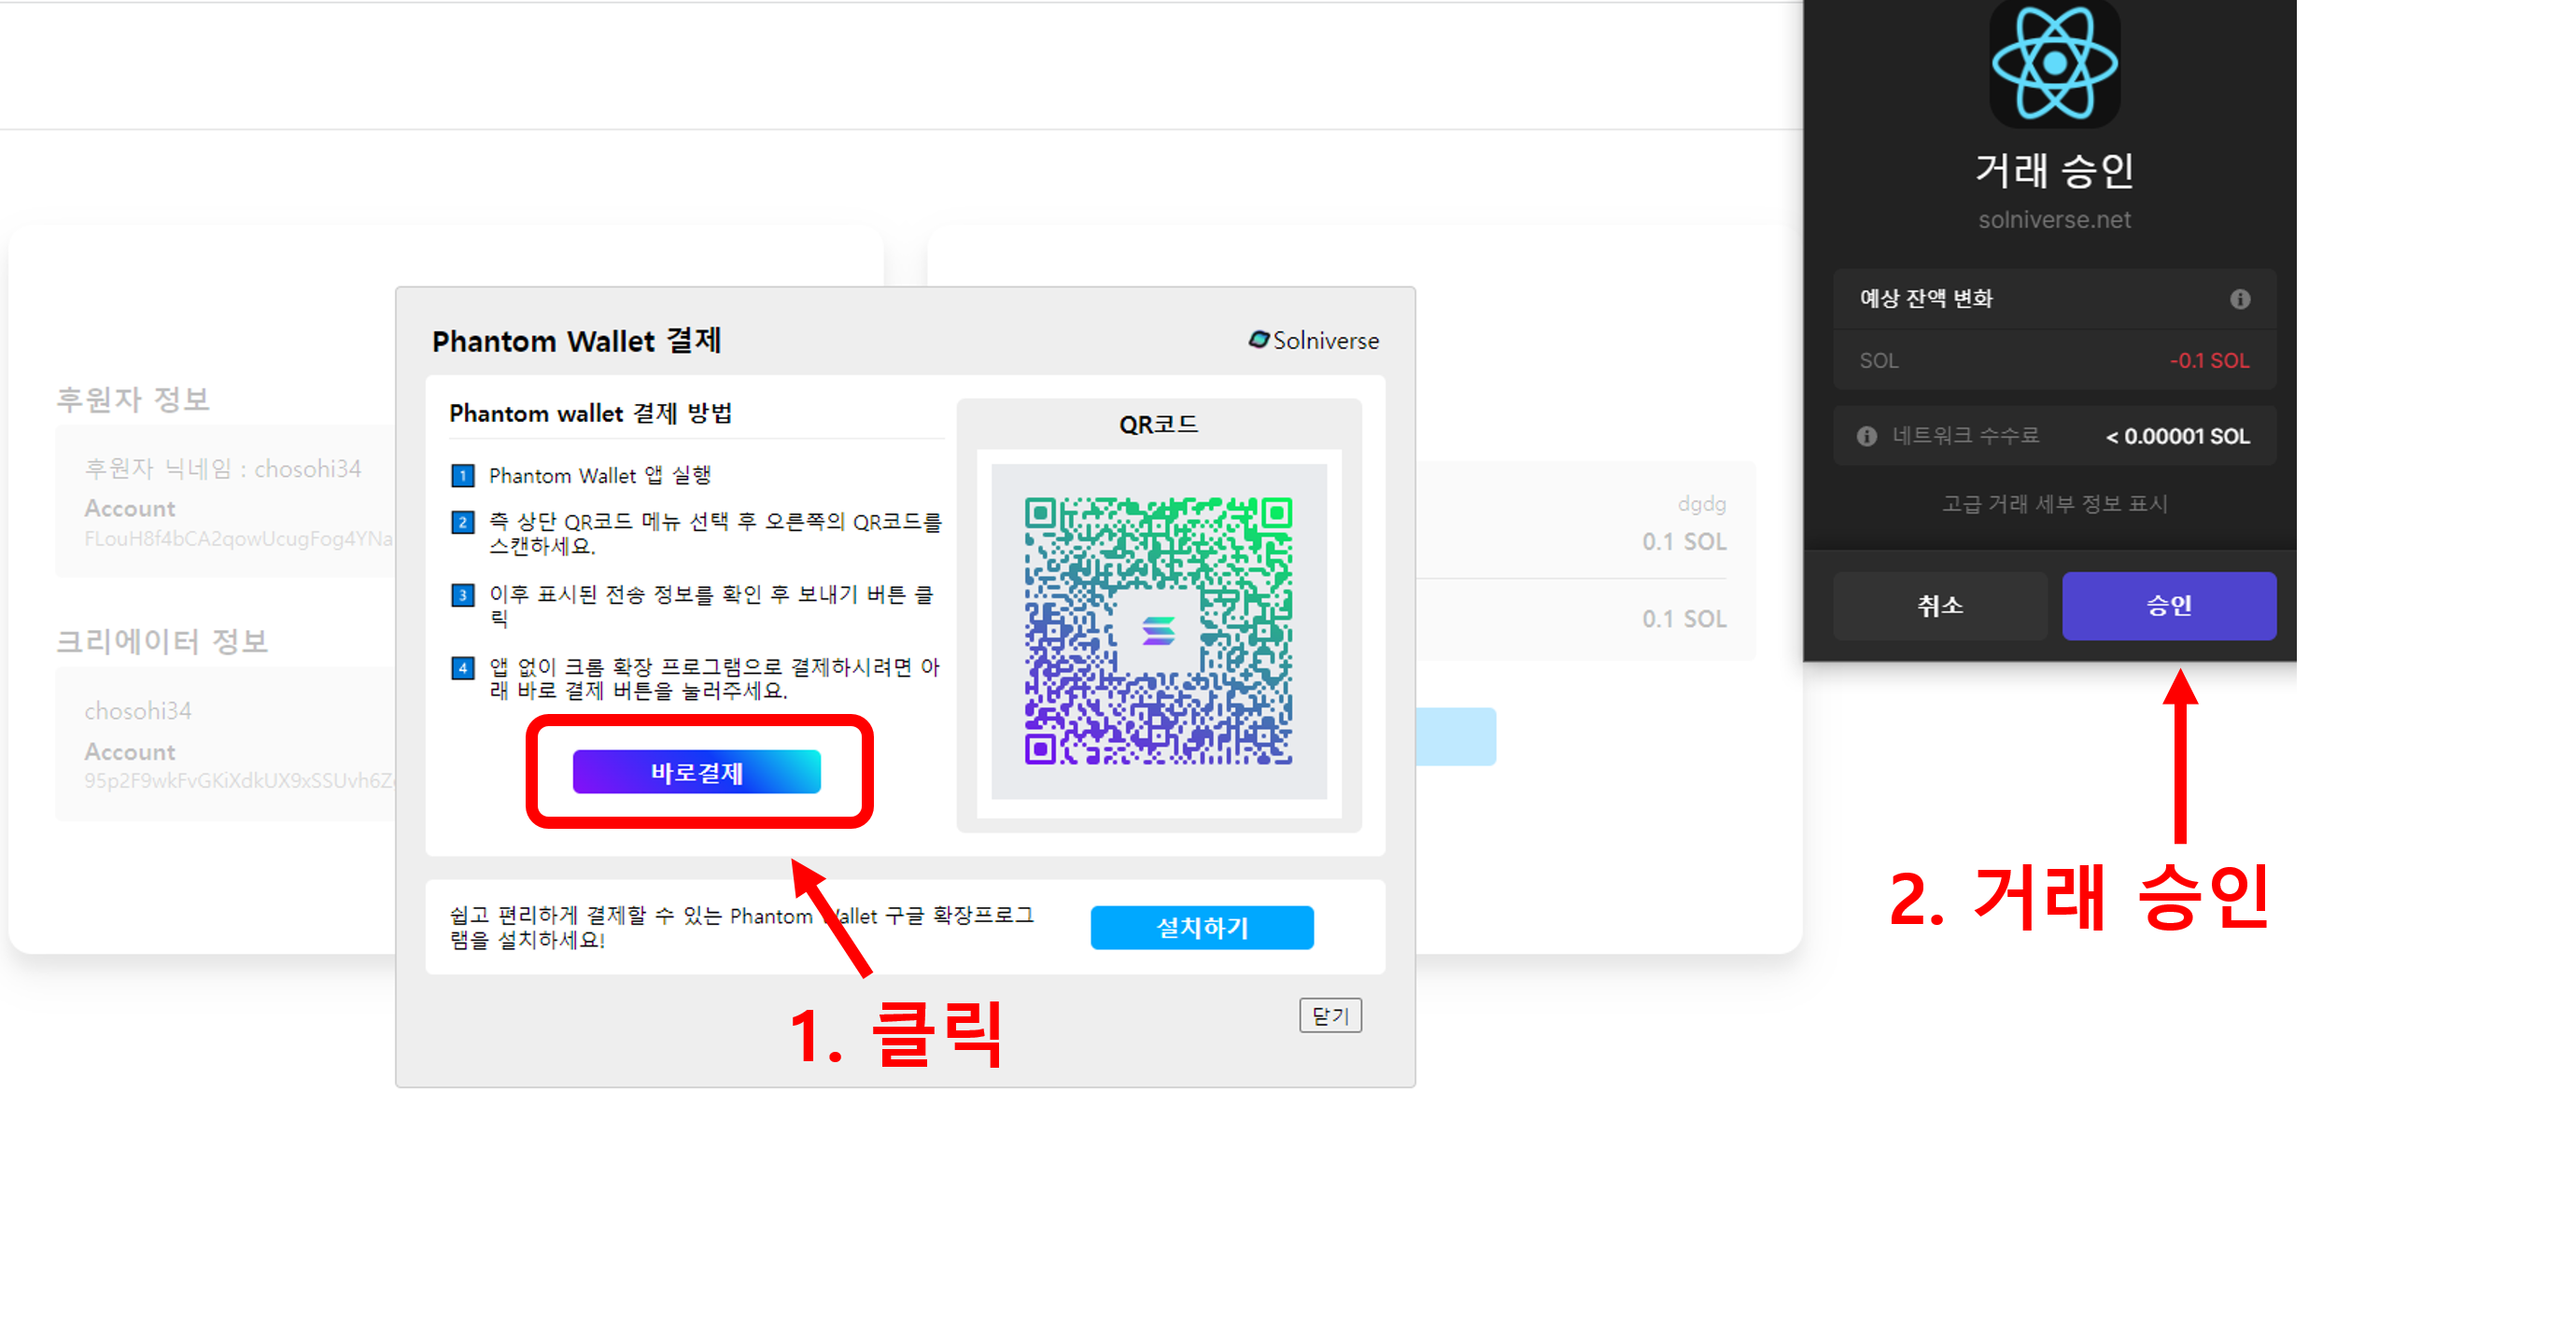 후원자 정보
후원자 닉네임 : chosohi34
Account
FLouH8f4bCA2qowUcugFog4YNa
크리에이터 정보
chosohi34
Account
95p2F9wkFvGKiXdkUX9xSSUvh6Z
Phantom Wallet 결제
Solniverse
Phantom wallet 결제 방법
1 Phantom Wallet 앱 실행
2 측 상단 QR코드 메뉴 선택 후 오른쪽의 QR코드를
스캔하세요.
3 이후 표시된 전송 정보를 확인 후 보내기 버튼 클
릭
4 앱 없이 크롬 확장 프로그램으로 결제하시려면 아
래 바로 결제 버튼을 눌러주세요.
바로결제
QR코드
쉽고 편리하게 결제할 수 있는 Phantom Wallet 구글 확장프로그
램을 설치하세요!
설치하기
닫기
1. 클릭
dgdg
0.1 SOL
0.1 SOL
거래 승인
solniverse.net
예상 잔액 변화
SOL -0.1 SOL
네트워크 수수료 < 0.00001 SOL
고급 거래 세부 정보 표시
취소 승인
2. 거래 승인